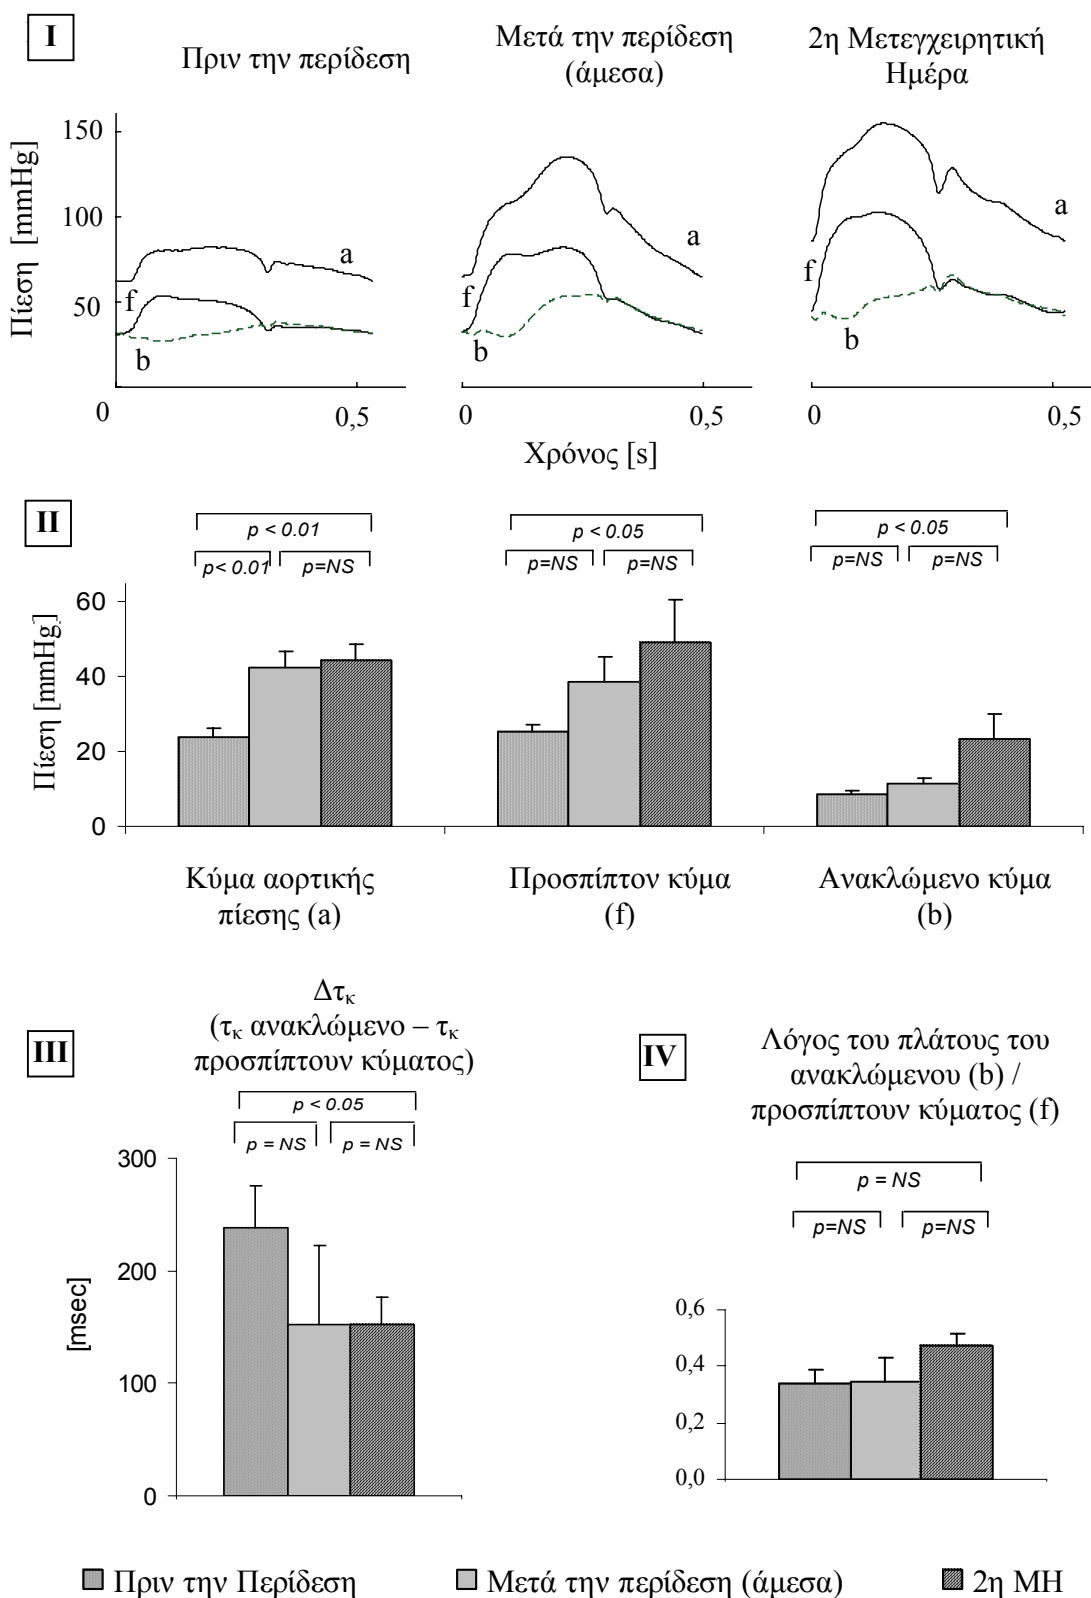 I
Πριν την περίδεση
Μετά την περίδεση
(άμεσα)
2η Μετεγχειρητική
Ημέρα
Πίεση [mmHg]
150
100
50
a
f
b
a
f
b
a
f
b
0
0,5
0
0,5
0
0,5
Χρόνος [s]
II
p < 0.01
p< 0.01
p=NS
p < 0.05
p=NS
p=NS
p < 0.05
p=NS
p=NS
Πίεση [mmHg]
60
40
20
0
Κύμα αορτικής
πίεσης (a)
Προσπίπτον κύμα
(f)
Ανακλώμενο κύμα
(b)
III
Δτκ
(τκ ανακλώμενο – τκ
προσπίπτουν κύματος)
p < 0.05
p = NS
p = NS
[msec]
300
200
100
0
IV
Λόγος του πλάτους του
ανακλώμενου (b) /
προσπίπτουν κύματος (f)
p = NS
p=NS
p=NS
0,6
0,4
0,2
0,0
Πριν την Περίδεση
Μετά την περίδεση (άμεσα)
2η ΜΗ